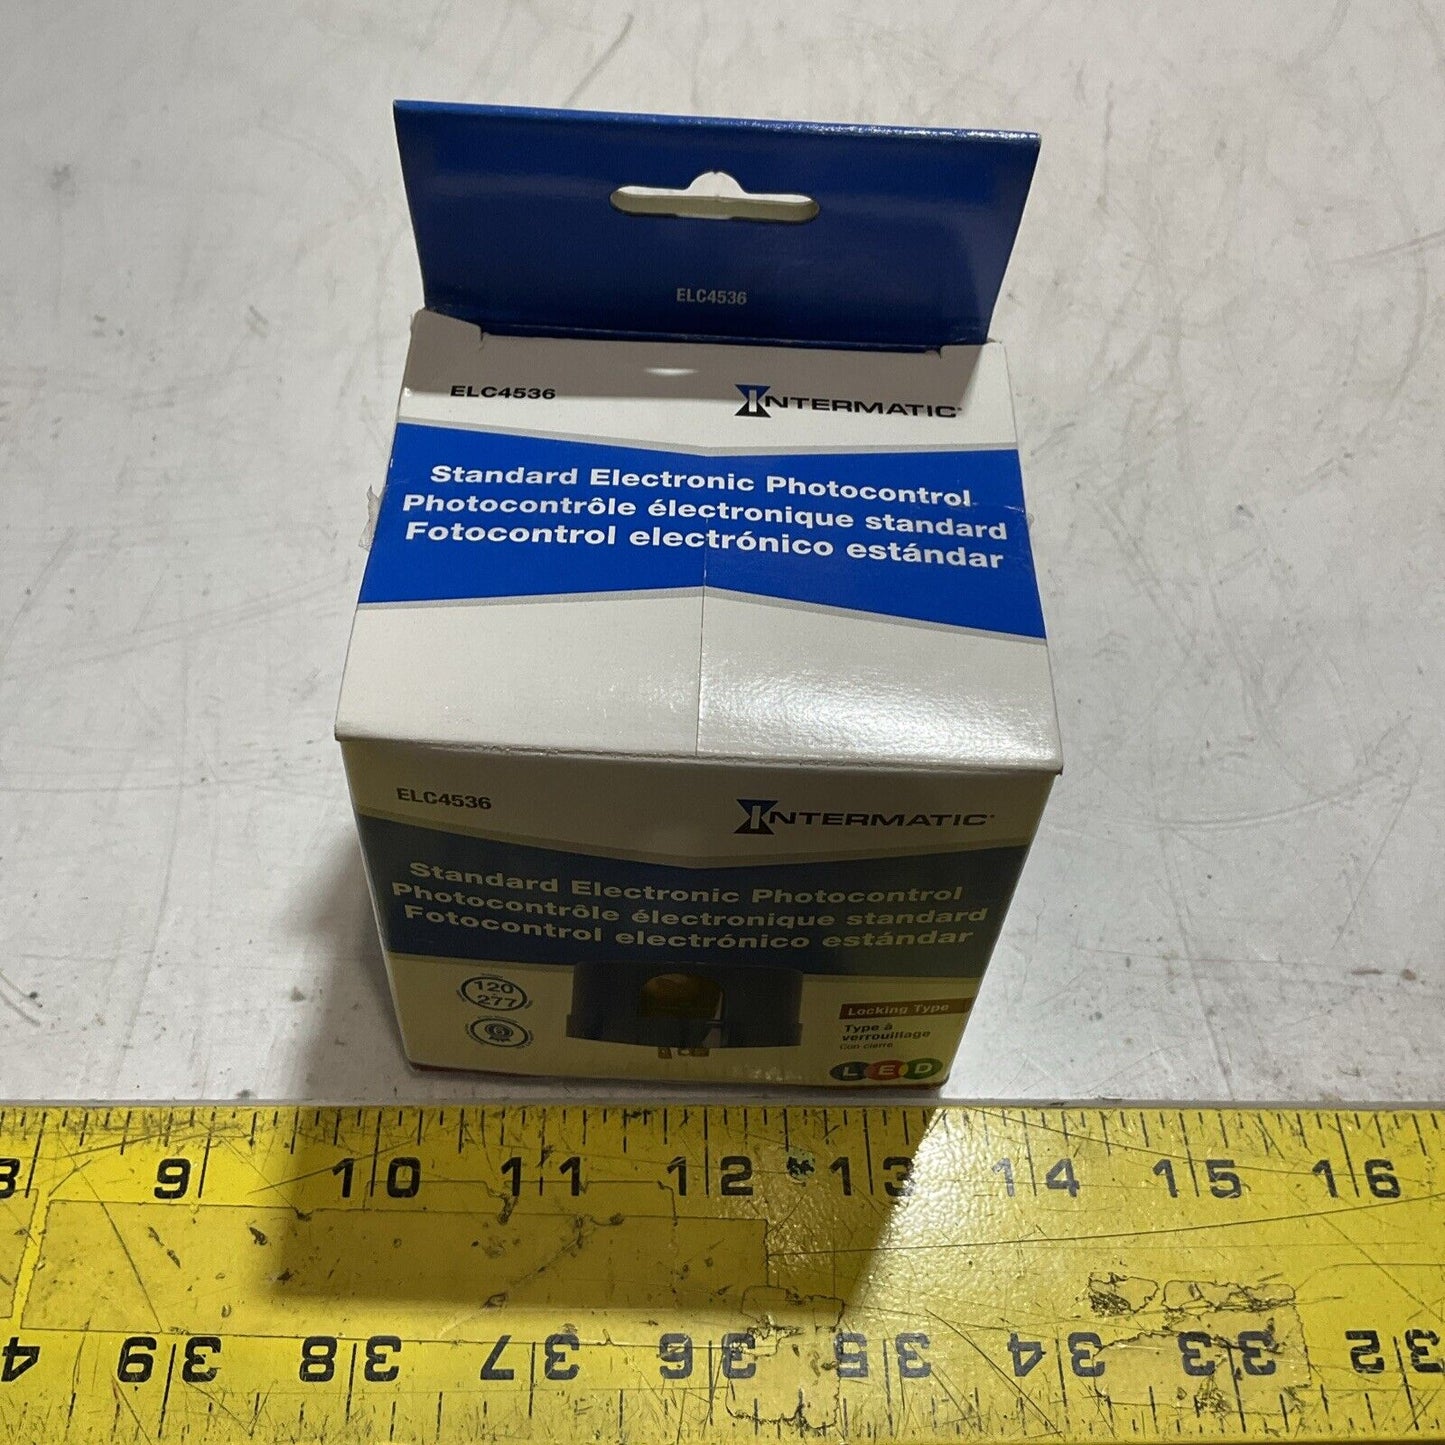 ELC4536
ELC4536 INTERMATIC
Standard Electronic Photocontrol
Photocontrôle électronique standard
Fotocontrol electrónico estándar
ELC4536 INTERMATIC
Standard Electronic Photocontrol
Photocontrôle électronique standard
Fotocontrol electrónico estándar
120
277
Locking Type
Type à
verrouillage
Con cierre
LED
8 9 10 11 12 13 14 15 16
4 39 38 37 36 35 34 33 32